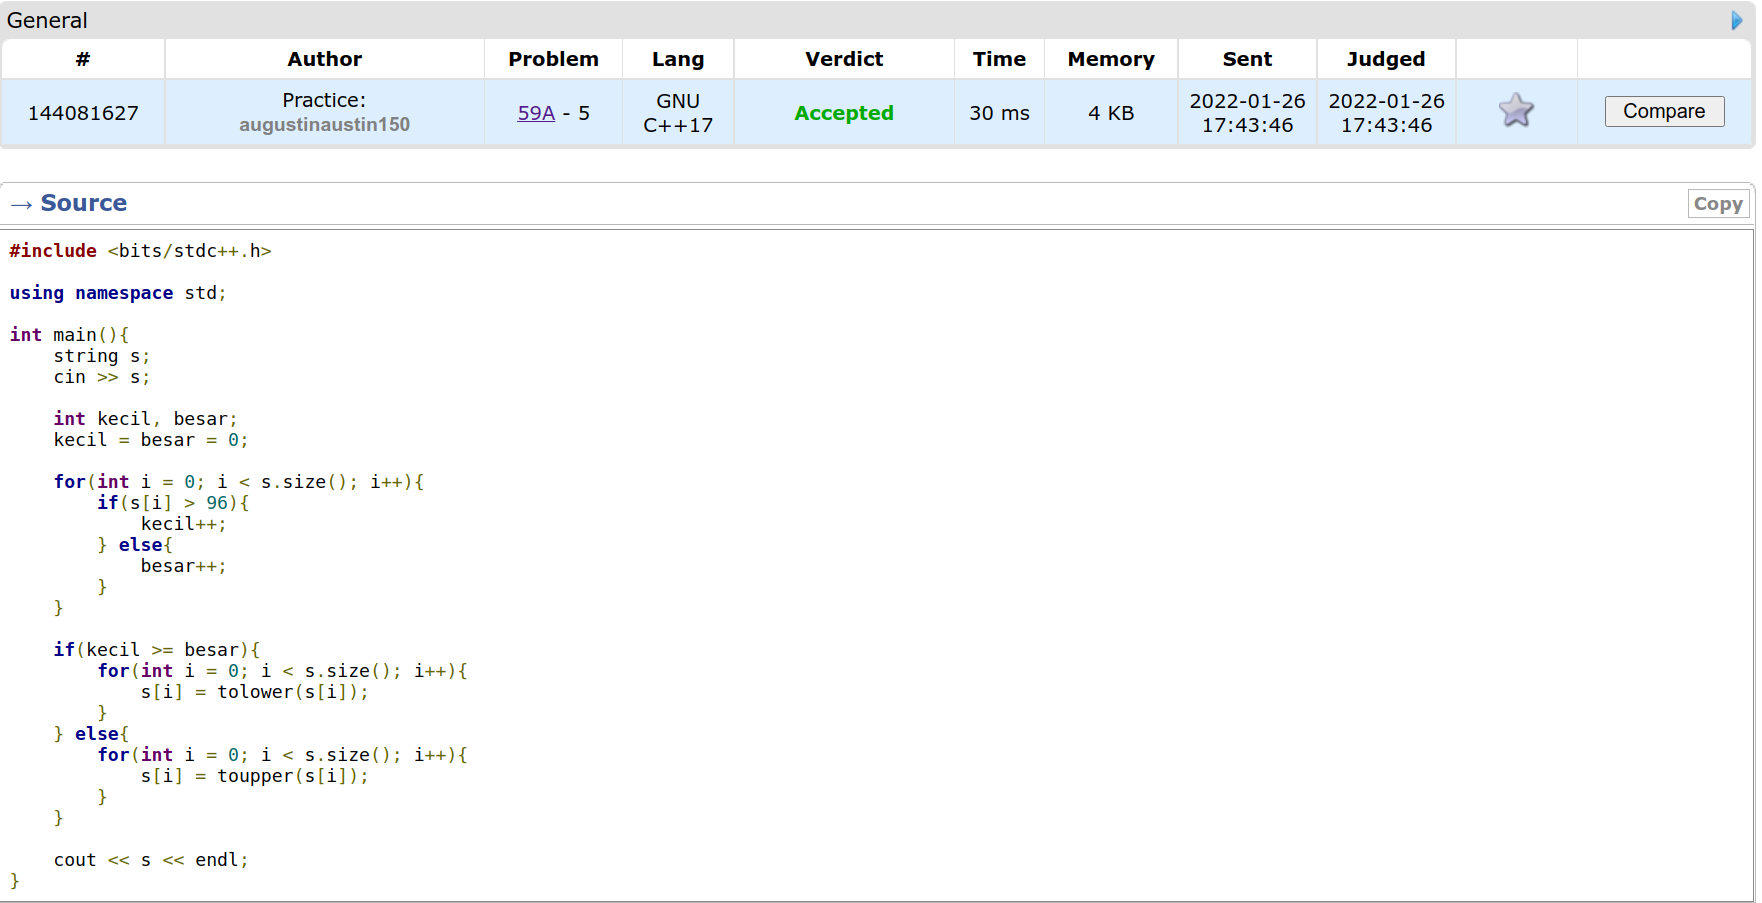 General
# Author Problem Lang Verdict Time Memory Sent Judged
144081627 Practice: augustinaustin150 59A - 5 GNU C++17 Accepted 30 ms 4 KB 2022-01-26 17:43:46 2022-01-26 17:43:46 Compare
→ Source Copy
#include <bits/stdc++.h>
using namespace std;
int main(){
    string s;
    cin >> s;
    int kecil, besar;
    kecil = besar = 0;
    for(int i = 0; i < s.size(); i++){
        if(s[i] > 96){
            kecil++;
        } else{
            besar++;
        }
    }
    if(kecil >= besar){
        for(int i = 0; i < s.size(); i++){
            s[i] = tolower(s[i]);
        }
    } else{
        for(int i = 0; i < s.size(); i++){
            s[i] = toupper(s[i]);
        }
    }
    cout << s << endl;
}